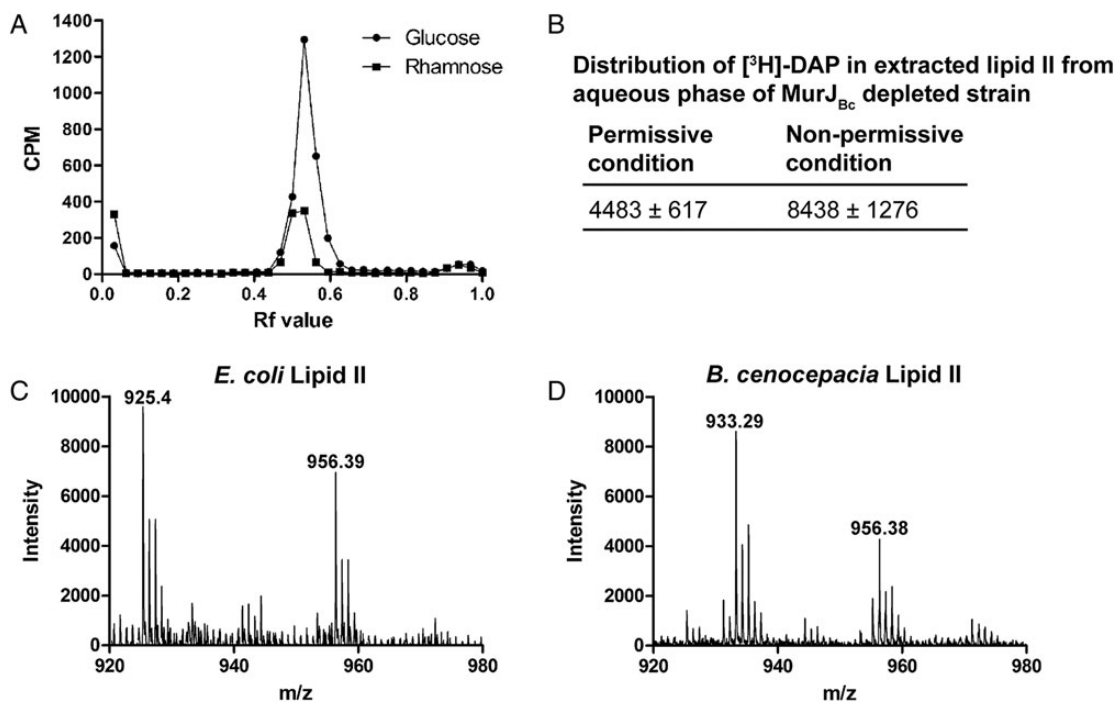 A
1400
1200
1000
800
600
400
200
0
CPM
0.0
0.2
0.4
0.6
0.8
1.0
Rf value
Glucose
Rhamnose
B
Distribution of [³H]-DAP in extracted lipid II from
aqueous phase of MurJBc depleted strain
Permissive condition
Non-permissive condition
4483 ± 617
8438 ± 1276
C
E. coli Lipid II
10000
8000
6000
4000
2000
0
Intensity
925.4
956.39
920
940
960
980
m/z
D
B. cenocepacia Lipid II
10000
8000
6000
4000
2000
0
Intensity
933.29
956.38
920
940
960
980
m/z